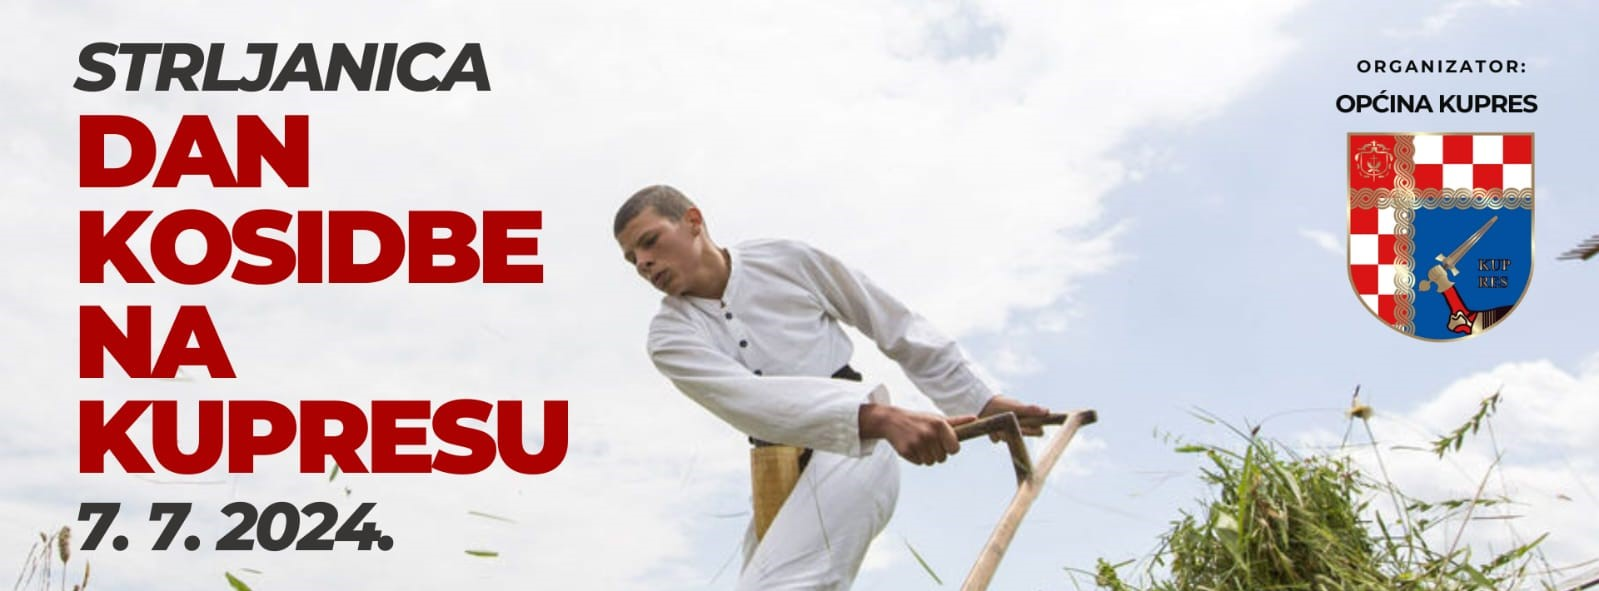 STRLJANICA
DAN
KOSIDBE
NA
KUPRESU
7. 7. 2024.
ORGANIZATOR:
OPĆINA KUPRES
KUP
RES